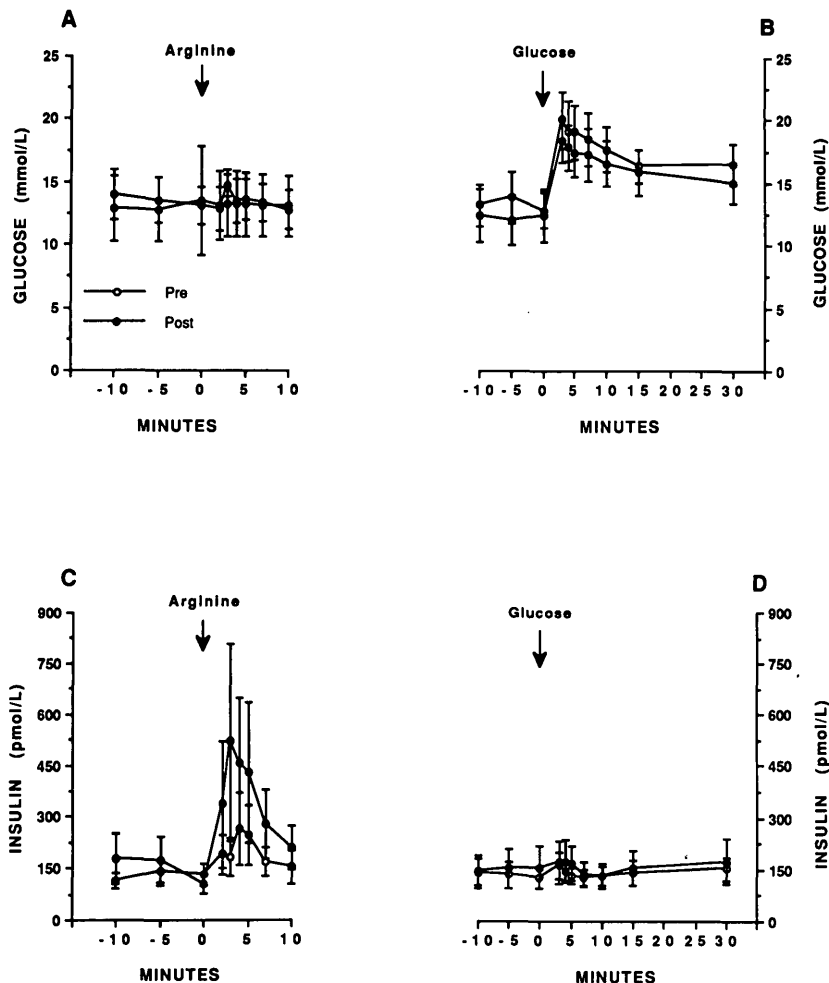 A
Arginine
25
20
15
10
5
0
GLUCOSE (mmol/L)
Pre
Post
-10 -5 0 5 10
MINUTES
B
Glucose
25
20
15
10
5
0
GLUCOSE (mmol/L)
-10 -5 0 5 10 15 20 25 30
MINUTES
C
Arginine
900
750
600
450
300
150
0
INSULIN (pmol/L)
-10 -5 0 5 10
MINUTES
D
Glucose
900
750
600
450
300
150
0
INSULIN (pmol/L)
-10 -5 0 5 10 15 20 25 30
MINUTES